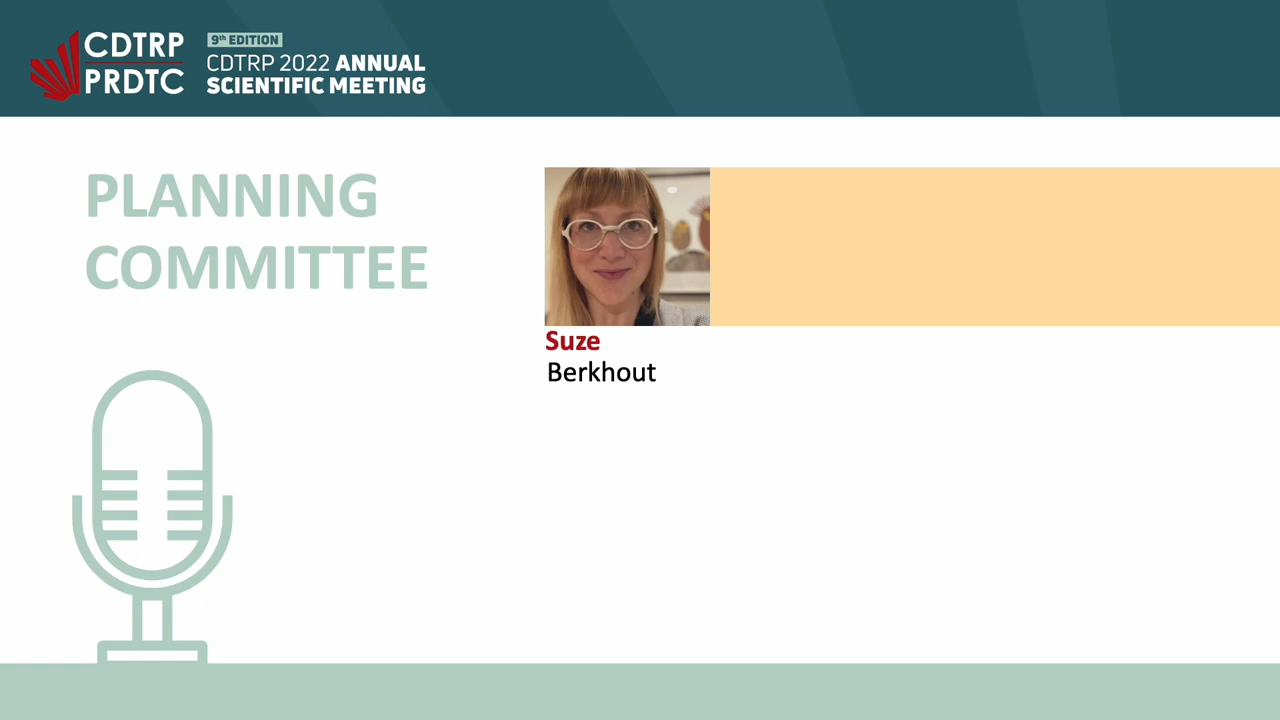 CDTRP
PRDTC
9th EDITION
CDTRP 2022 ANNUAL
SCIENTIFIC MEETING
PLANNING
COMMITTEE
Suze
Berkhout